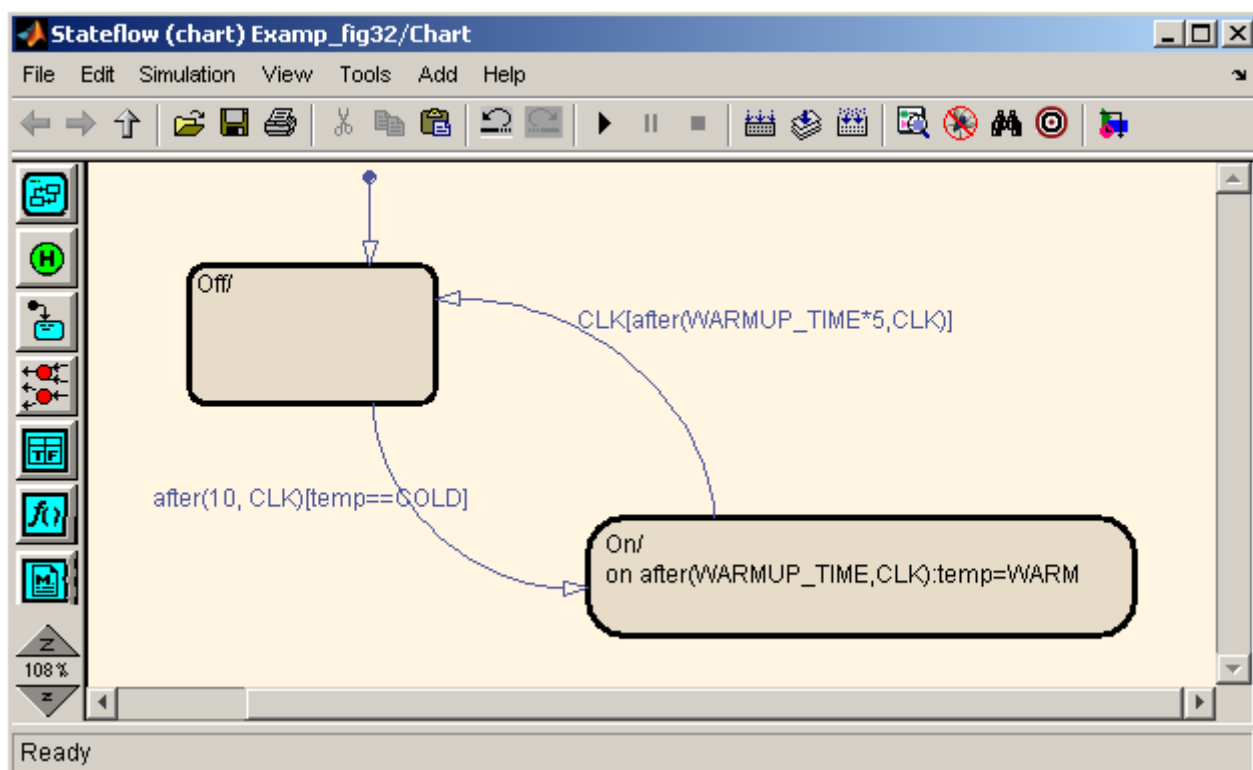 Stateflow (chart) Examp_fig32/Chart
File Edit Simulation View Tools Add Help
H
TF
f()
M
Off/
CLK[after(WARMUP_TIME*5,CLK)]
after(10, CLK)[temp==COLD]
On/
on after(WARMUP_TIME,CLK):temp=WARM
Z
108%
Z
Ready